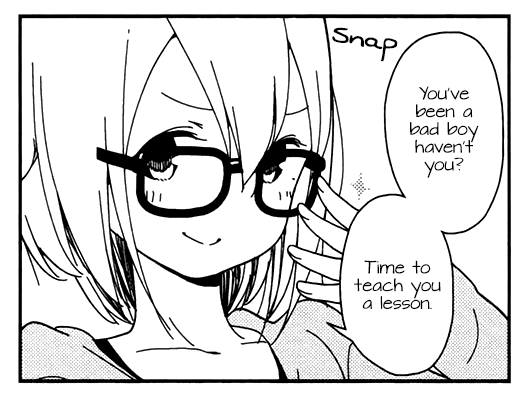 Snap
You've
been a
bad boy
haven't
you?
Time to
teach you
a lesson.